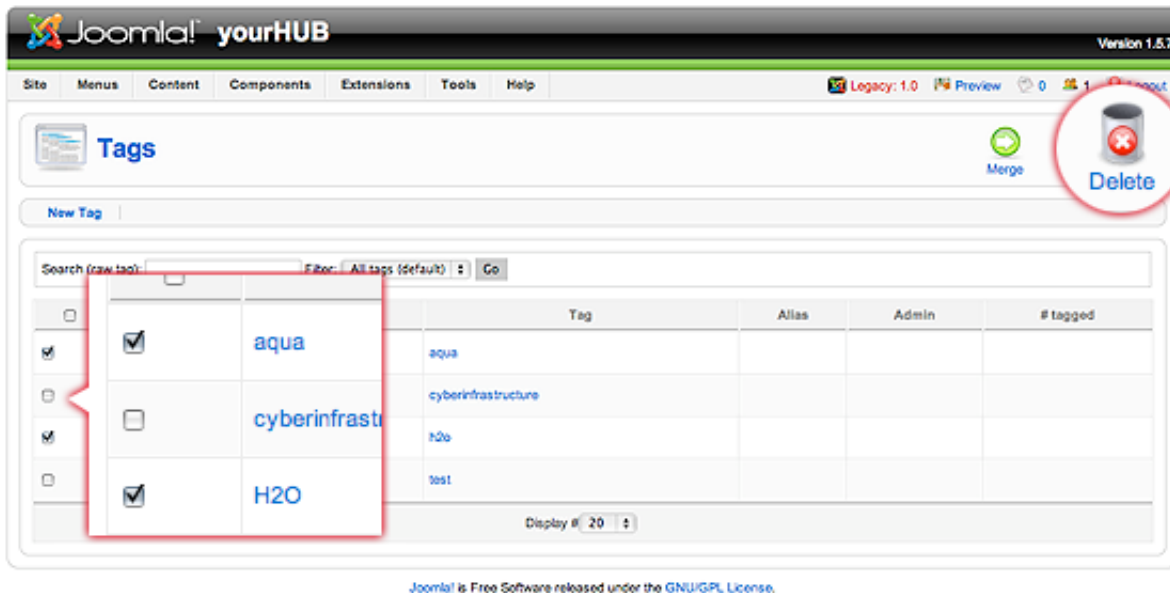 Joomla! yourHUB
Version 1.5.7
Site Menus Content Components Extensions Tools Help Legacy: 1.0 Preview 0 1 Logout
Tags
Merge
Delete
New Tag
Search (raw tag): Filter: All tags (default) Go
Tag Alias Admin # tagged
aqua
aqua
cyberinfrastructure
cyberinfrastr
h2o
H2O
test
Display # 20
Joomla! is Free Software released under the GNU/GPL License.